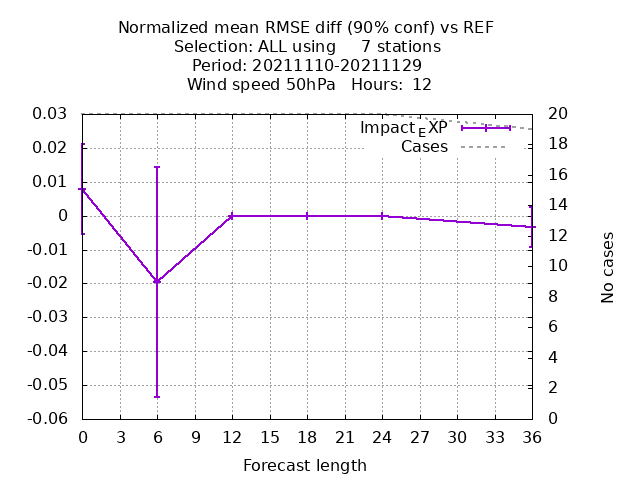 Normalized mean RMSE diff (90% conf) vs REF
Selection: ALL using 7 stations
Period: 20211110-20211129
Wind speed 50hPa Hours: 12
0.03
0.02
0.01
0
-0.01
-0.02
-0.03
-0.04
-0.05
-0.06
Impact_EXP
Cases
20
18
16
14
12
10
8
6
4
2
0
No cases
0 3 6 9 12 15 18 21 24 27 30 33 36
Forecast length